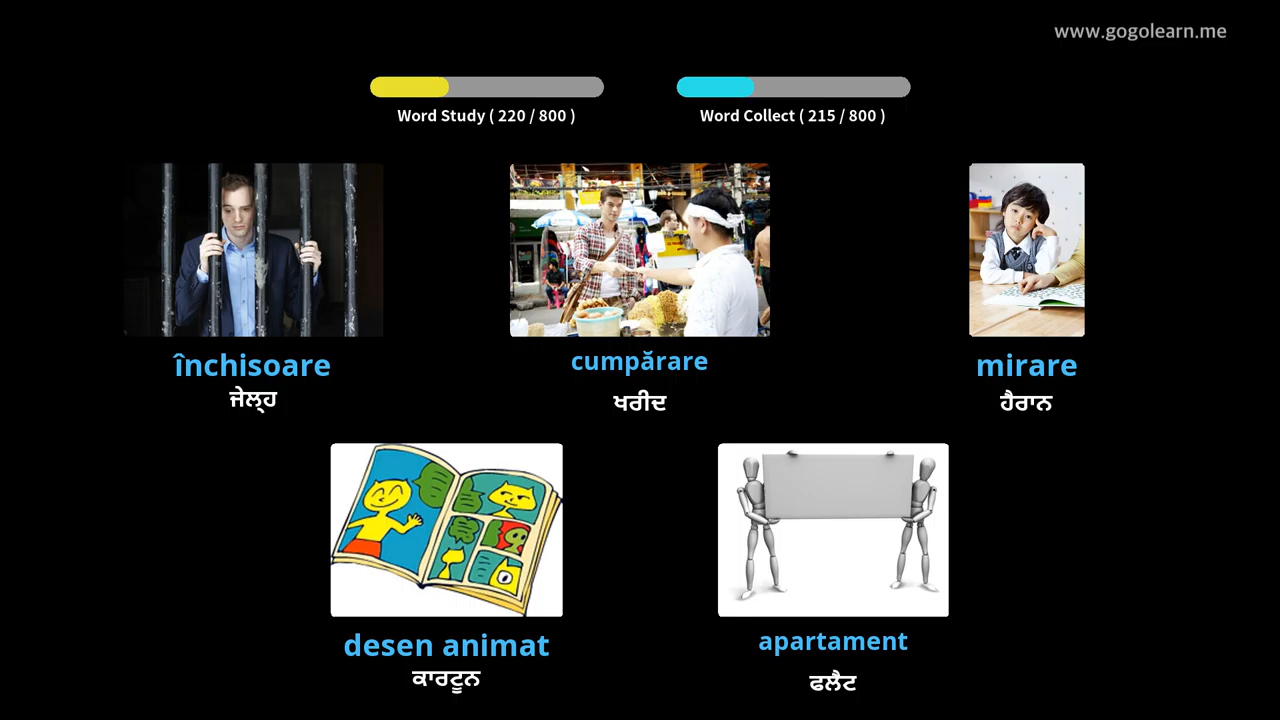 www.gogolearn.me
Word Study ( 220 / 800 )
Word Collect ( 215 / 800 )
închisoare
ਜੇਲ੍ਹ
cumpărare
ਖਰੀਦ
mirare
ਹੈਰਾਨ
desen animat
ਕਾਰਟੂਨ
apartament
ਫਲੈਟ